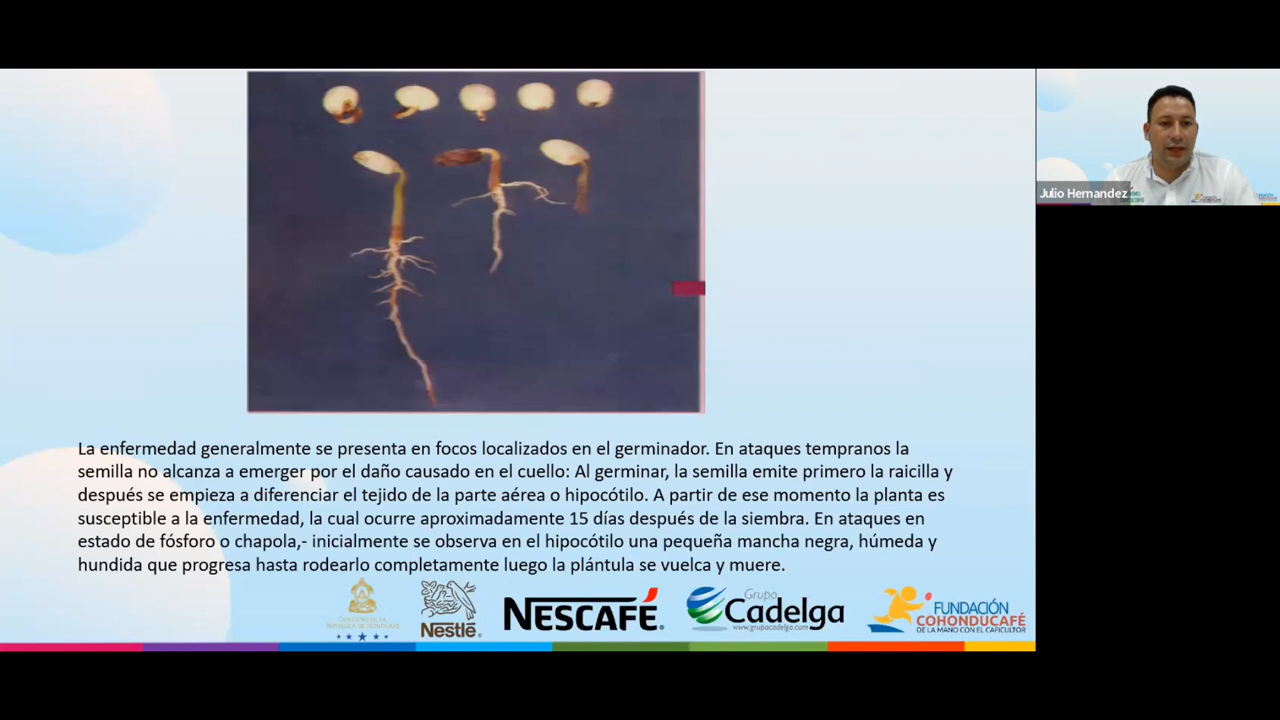 Julio Hernandez
La enfermedad generalmente se presenta en focos localizados en el germinador. En ataques tempranos la
semilla no alcanza a emerger por el daño causado en el cuello: Al germinar, la semilla emite primero la raicilla y
después se empieza a diferenciar el tejido de la parte aérea o hipocótilo. A partir de ese momento la planta es
susceptible a la enfermedad, la cual ocurre aproximadamente 15 días después de la siembra. En ataques en
estado de fósforo o chapola,- inicialmente se observa en el hipocótilo una pequeña mancha negra, húmeda y
hundida que progresa hasta rodearlo completamente luego la plántula se vuelca y muere.
Nestlé®
NESCAFÉ®
Grupo
Cadelga
www.grupocadelga.com
FUNDACIÓN
COHONDUCAFÉ
DE LA MANO CON EL CAFICULTOR